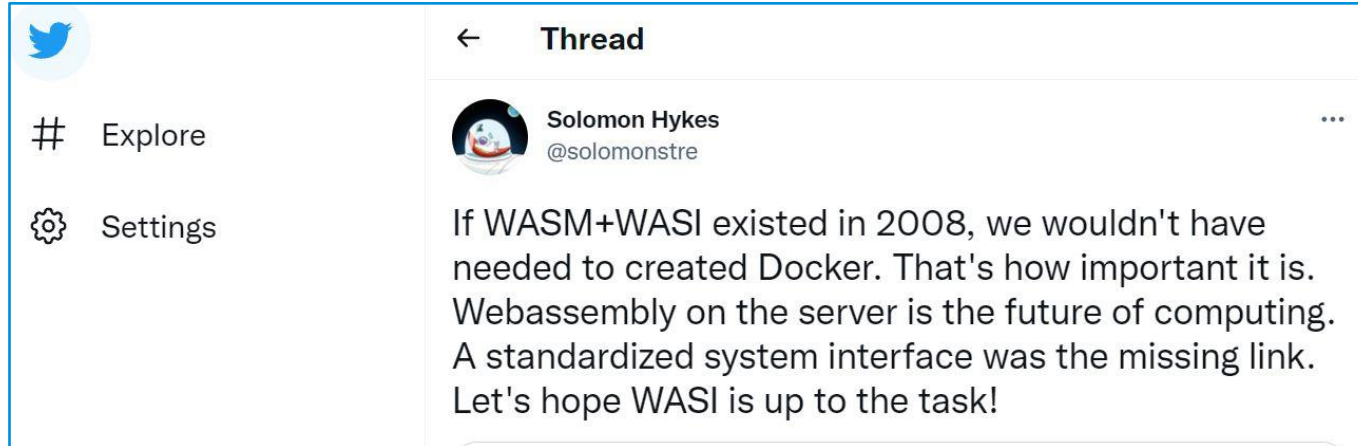 Thread
Explore
Settings
Solomon Hykes
@solomonstre
If WASM+WASI existed in 2008, we wouldn't have
needed to created Docker. That's how important it is.
Webassembly on the server is the future of computing.
A standardized system interface was the missing link.
Let's hope WASI is up to the task!